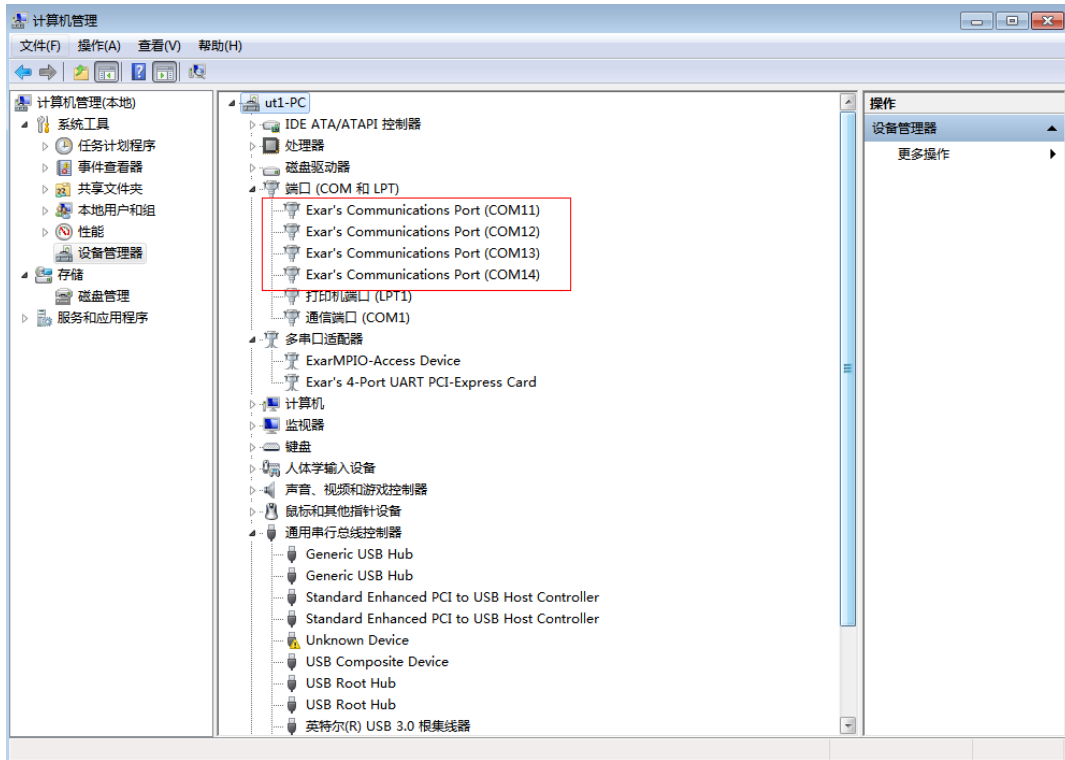 计算机管理
文件(F) 操作(A) 查看(V) 帮助(H)
计算机管理(本地)
系统工具
任务计划程序
事件查看器
共享文件夹
本地用户和组
性能
设备管理器
存储
磁盘管理
服务和应用程序
ut1-PC
IDE ATA/ATAPI 控制器
处理器
磁盘驱动器
端口 (COM 和 LPT)
Exar's Communications Port (COM11)
Exar's Communications Port (COM12)
Exar's Communications Port (COM13)
Exar's Communications Port (COM14)
打印机端口 (LPT1)
通信端口 (COM1)
多串口适配器
ExarMPIO-Access Device
Exar's 4-Port UART PCI-Express Card
计算机
监视器
键盘
人体学输入设备
声音、视频和游戏控制器
鼠标和其他指针设备
通用串行总线控制器
Generic USB Hub
Generic USB Hub
Standard Enhanced PCI to USB Host Controller
Standard Enhanced PCI to USB Host Controller
Unknown Device
USB Composite Device
USB Root Hub
USB Root Hub
英特尔(R) USB 3.0 根集线器
操作
设备管理器
更多操作